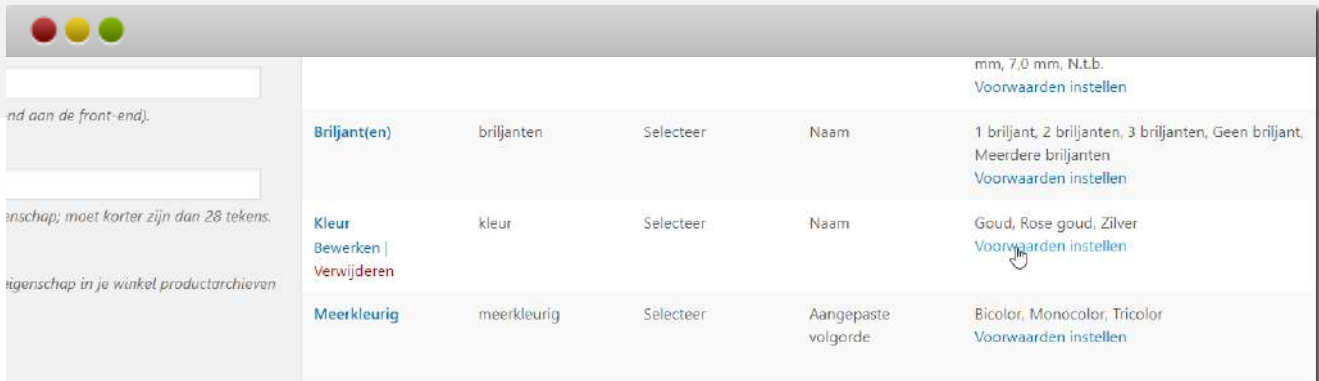 mm, 7,0 mm, N.t.b.
Voorwaarden instellen
aan de front-end).
Briljant(en) briljanten Selecteer Naam 1 briljant, 2 briljanten, 3 briljanten, Geen briljant,
Meerdere briljanten
Voorwaarden instellen
moet korter zijn dan 28 tekens.
Kleur kleur Selecteer Naam Goud, Rose goud, Zilver
Bewerken | Voorwaarden instellen
Verwijderen
eigenschap in je winkel productarchieven
Meerkleurig meerkleurig Selecteer Aangepaste Bicolor, Monocolor, Tricolor
volgorde Voorwaarden instellen